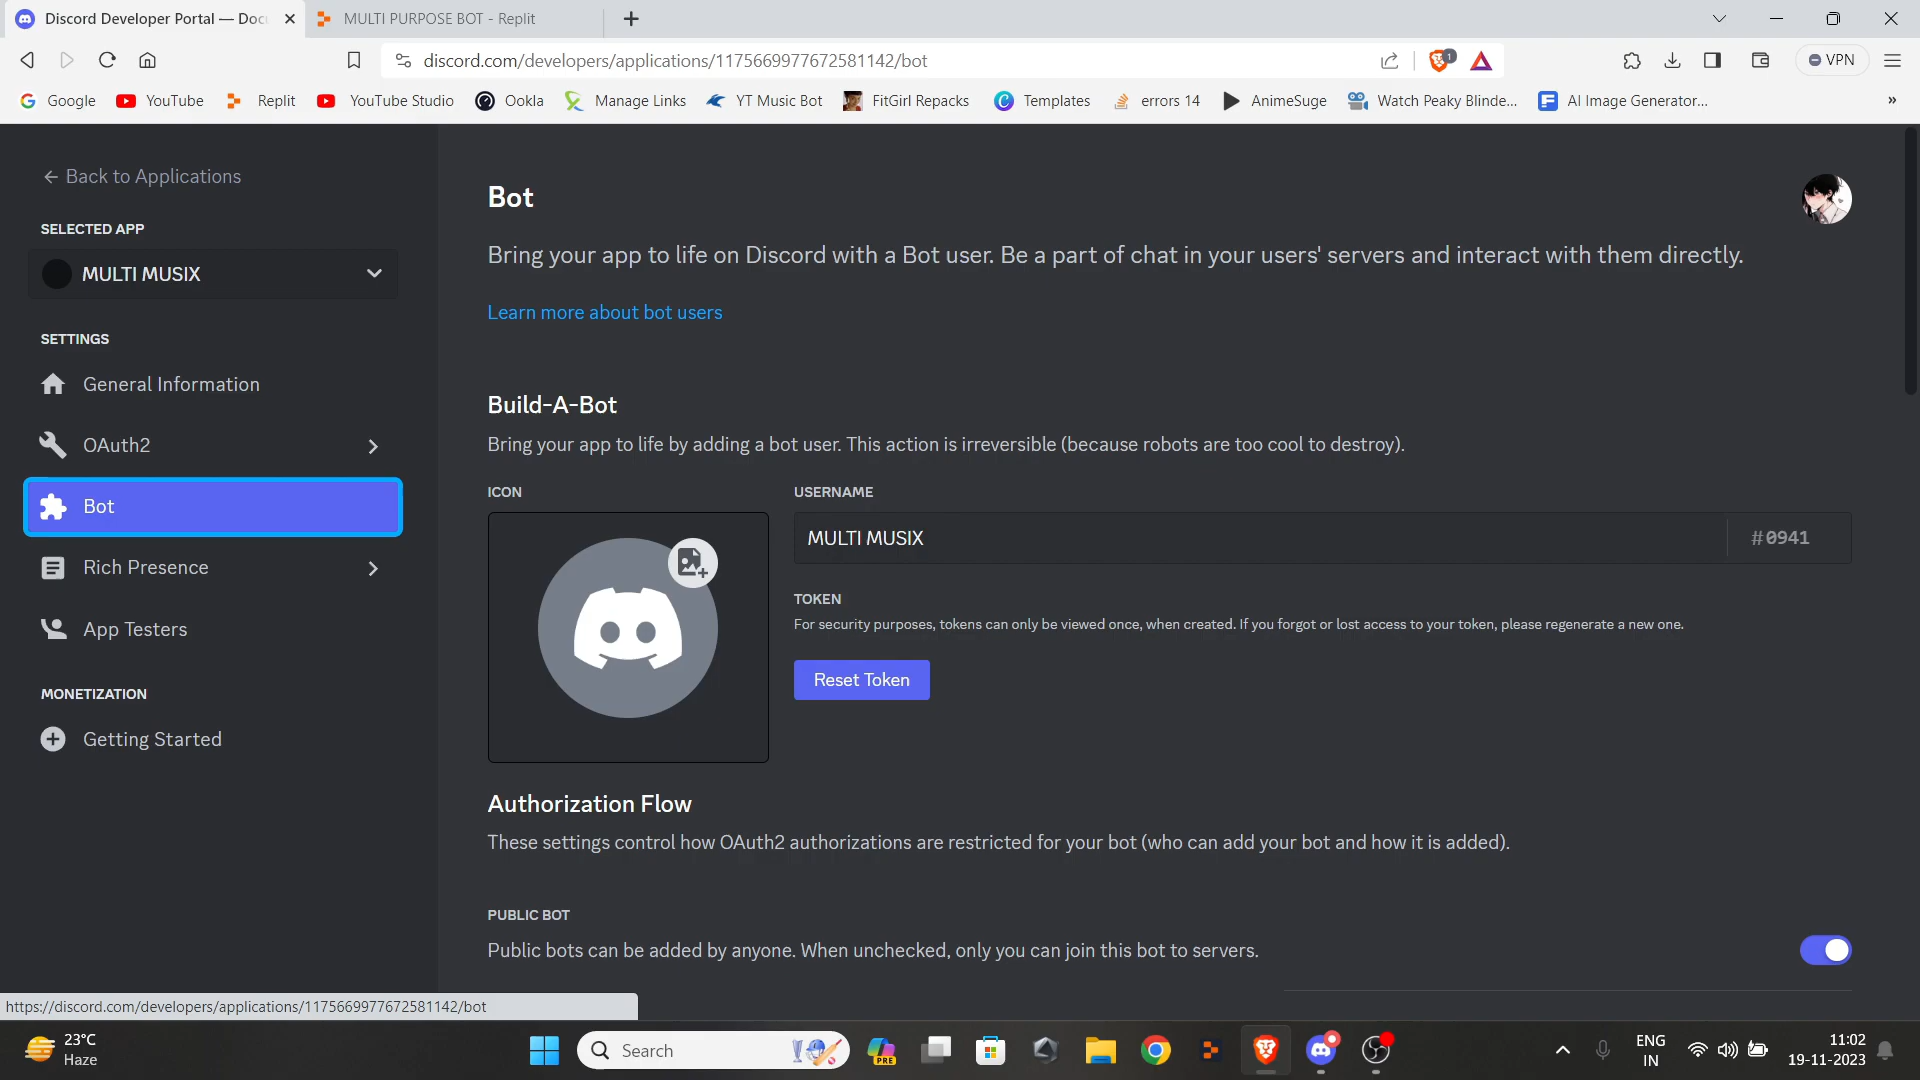 Discord Developer Portal — Docu
MULTI PURPOSE BOT - Replit
discord.com/developers/applications/1175669977672581142/bot
1
VPN
Google
YouTube
Replit
YouTube Studio
Ookla
Manage Links
YT Music Bot
FitGirl Repacks
Templates
errors 14
AnimeSuge
Watch Peaky Blinde...
AI Image Generator...
»
← Back to Applications
SELECTED APP
MULTI MUSIX
SETTINGS
General Information
OAuth2
Bot
Rich Presence
App Testers
MONETIZATION
Getting Started
Bot
Bring your app to life on Discord with a Bot user. Be a part of chat in your users' servers and interact with them directly.
Learn more about bot users
Build-A-Bot
Bring your app to life by adding a bot user. This action is irreversible (because robots are too cool to destroy).
ICON
USERNAME
MULTI MUSIX
#0941
TOKEN
For security purposes, tokens can only be viewed once, when created. If you forgot or lost access to your token, please regenerate a new one.
Reset Token
Authorization Flow
These settings control how OAuth2 authorizations are restricted for your bot (who can add your bot and how it is added).
PUBLIC BOT
Public bots can be added by anyone. When unchecked, only you can join this bot to servers.
https://discord.com/developers/applications/1175669977672581142/bot
23°C
Haze
Search
PRE
ENG
IN
11:02
19-11-2023